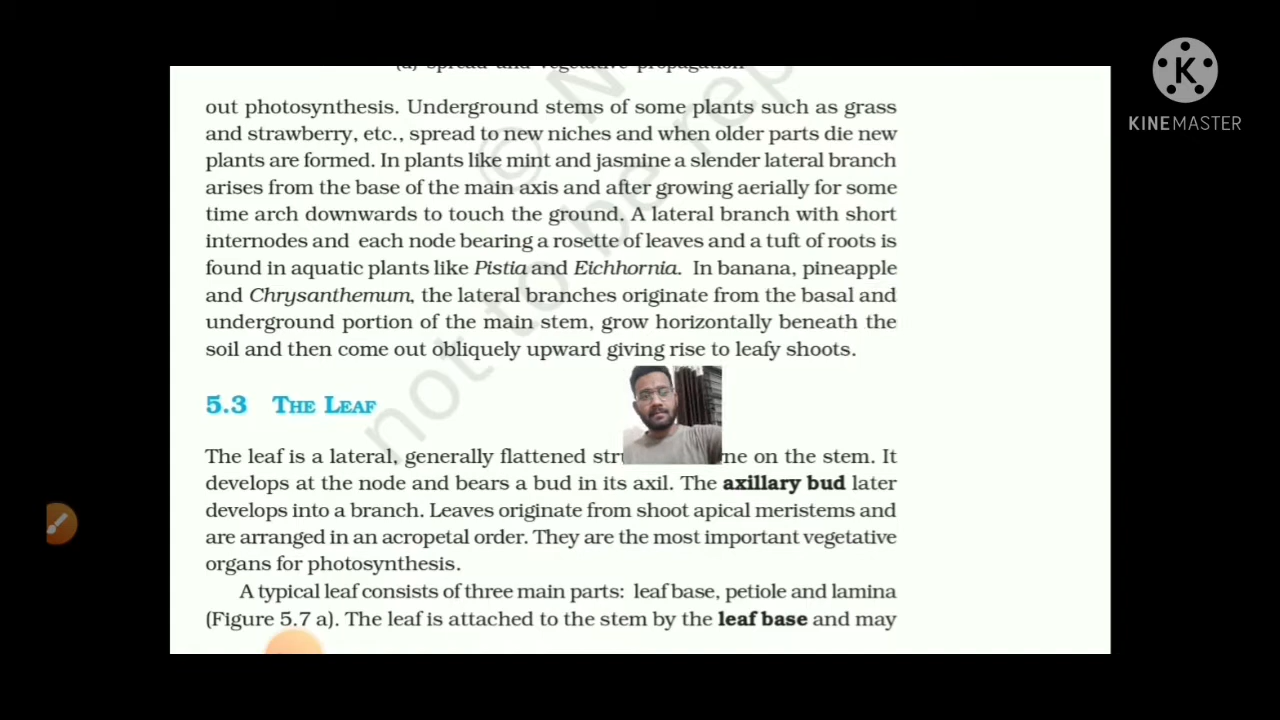 (d) Spread and vegetative propagation
out photosynthesis. Underground stems of some plants such as grass
and strawberry, etc., spread to new niches and when older parts die new
plants are formed. In plants like mint and jasmine a slender lateral branch
arises from the base of the main axis and after growing aerially for some
time arch downwards to touch the ground. A lateral branch with short
internodes and each node bearing a rosette of leaves and a tuft of roots is
found in aquatic plants like Pistia and Eichhornia. In banana, pineapple
and Chrysanthemum, the lateral branches originate from the basal and
underground portion of the main stem, grow horizontally beneath the
soil and then come out obliquely upward giving rise to leafy shoots.
5.3 THE LEAF
The leaf is a lateral, generally flattened on the stem. It
develops at the node and bears a bud in its axil. The axillary bud later
develops into a branch. Leaves originate from shoot apical meristems and
are arranged in an acropetal order. They are the most important vegetative
organs for photosynthesis.
A typical leaf consists of three main parts: leaf base, petiole and lamina
(Figure 5.7 a). The leaf is attached to the stem by the leaf base and may
© N
not to be rep
K
KINEMASTER